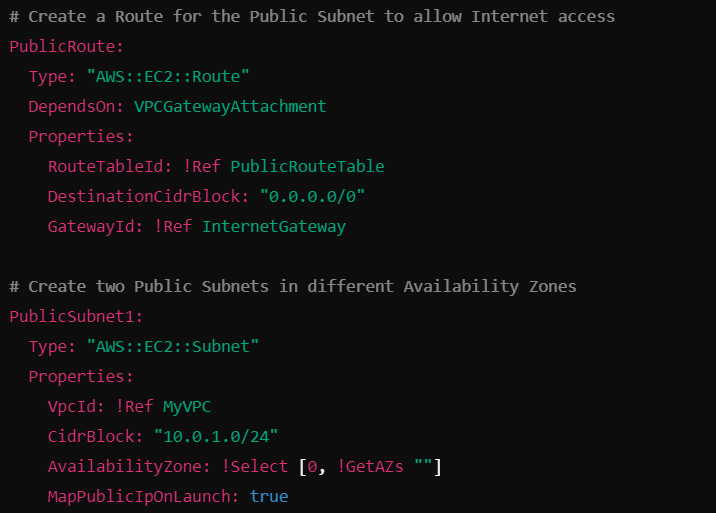 # Create a Route for the Public Subnet to allow Internet access
PublicRoute:
  Type: "AWS::EC2::Route"
  DependsOn: VPCGatewayAttachment
  Properties:
    RouteTableId: !Ref PublicRouteTable
    DestinationCidrBlock: "0.0.0.0/0"
    GatewayId: !Ref InternetGateway

# Create two Public Subnets in different Availability Zones
PublicSubnet1:
  Type: "AWS::EC2::Subnet"
  Properties:
    VpcId: !Ref MyVPC
    CidrBlock: "10.0.1.0/24"
    AvailabilityZone: !Select [0, !GetAZs ""]
    MapPublicIpOnLaunch: true